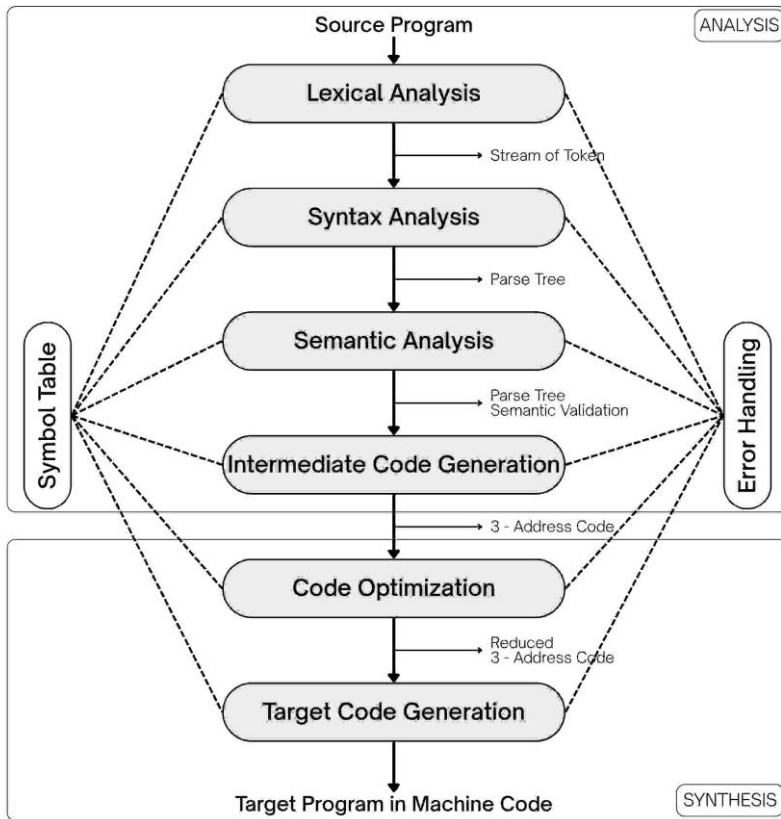 Source Program
ANALYSIS
Lexical Analysis
Stream of Token
Syntax Analysis
Parse Tree
Semantic Analysis
Parse Tree
Semantic Validation
Symbol Table
Error Handling
Intermediate Code Generation
3 - Address Code
Code Optimization
Reduced
3 - Address Code
Target Code Generation
Target Program in Machine Code
SYNTHESIS